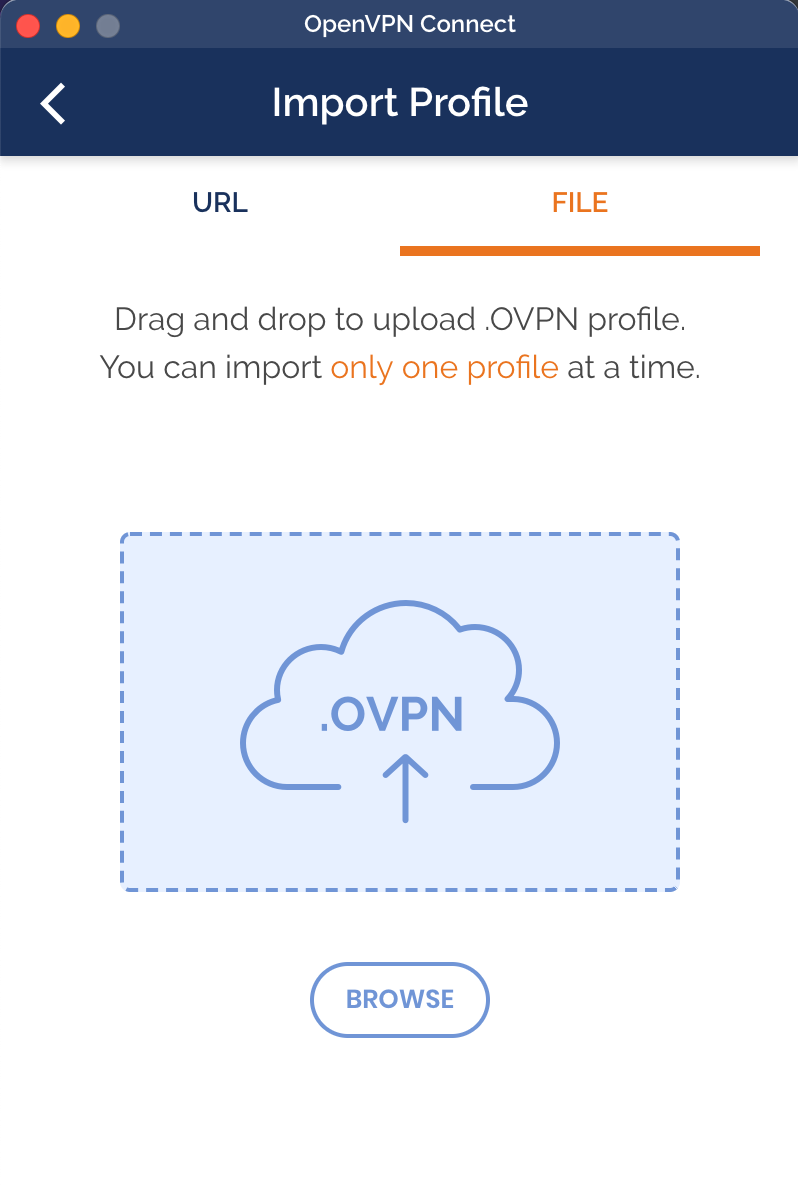 OpenVPN Connect
Import Profile
URL
FILE
Drag and drop to upload .OVPN profile.
You can import only one profile at a time.
.OVPN
BROWSE